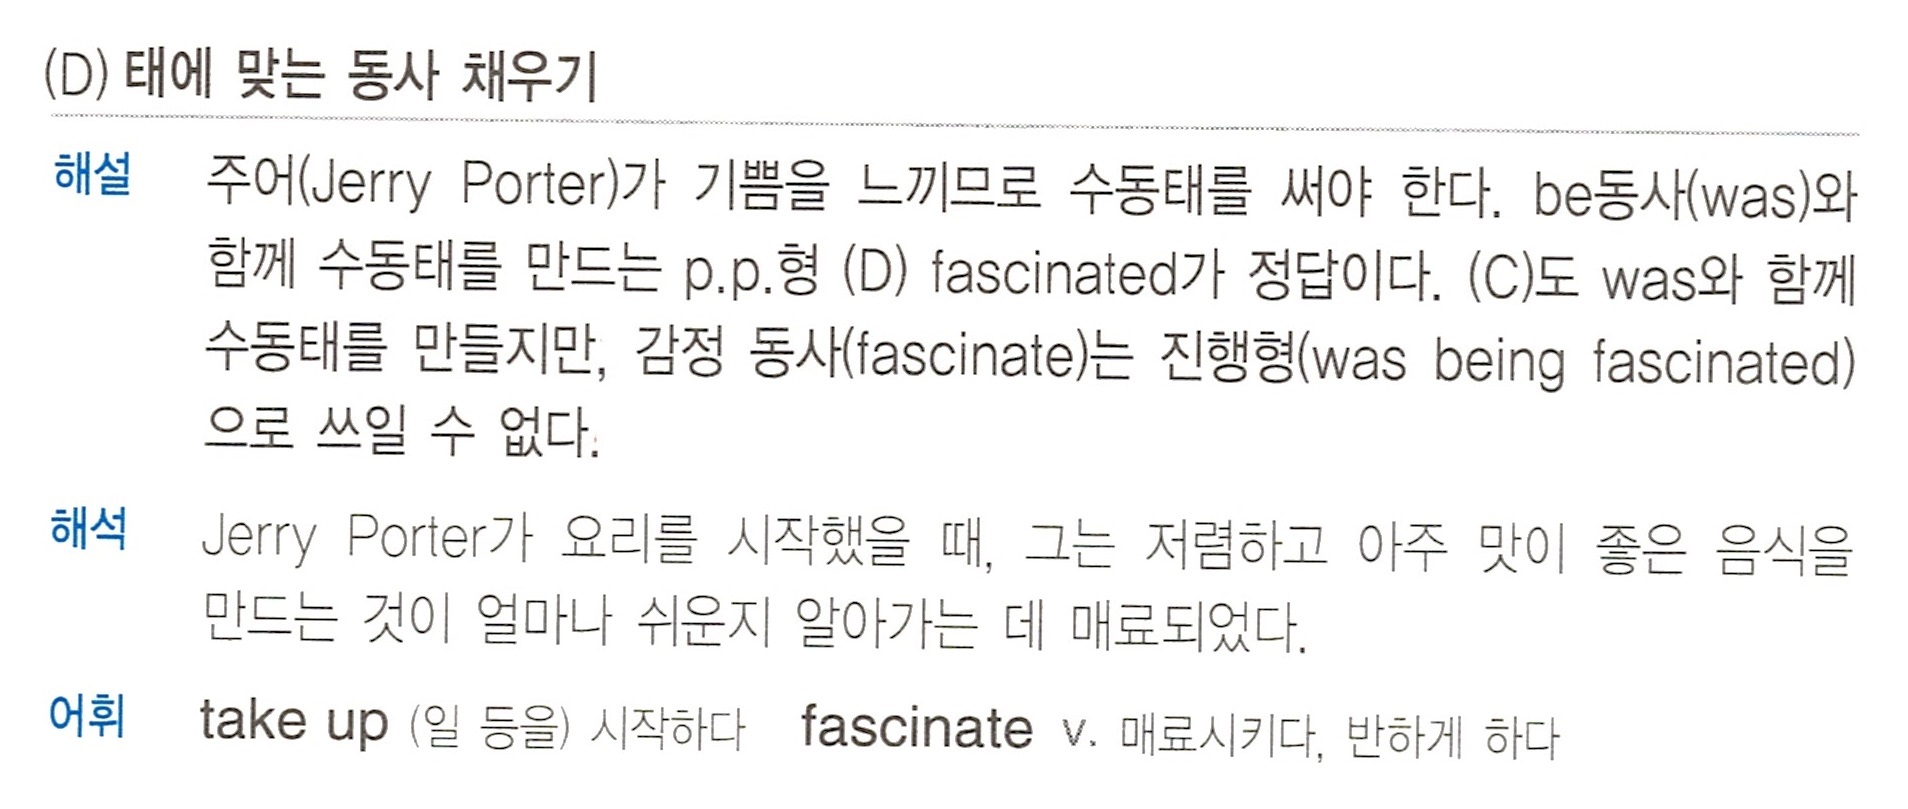 (D) 태에 맞는 동사 채우기
해설 주어(Jerry Porter)가 기쁨을 느끼므로 수동태를 써야 한다. be동사(was)와
함께 수동태를 만드는 p.p.형 (D) fascinated가 정답이다. (C)도 was와 함께
수동태를 만들지만, 감정 동사(fascinate)는 진행형(was being fascinated)
으로 쓰일 수 없다.
해석 Jerry Porter가 요리를 시작했을 때, 그는 저렴하고 아주 맛이 좋은 음식을
만드는 것이 얼마나 쉬운지 알아가는 데 매료되었다.
어휘 take up (일 등을) 시작하다 fascinate v. 매료시키다, 반하게 하다